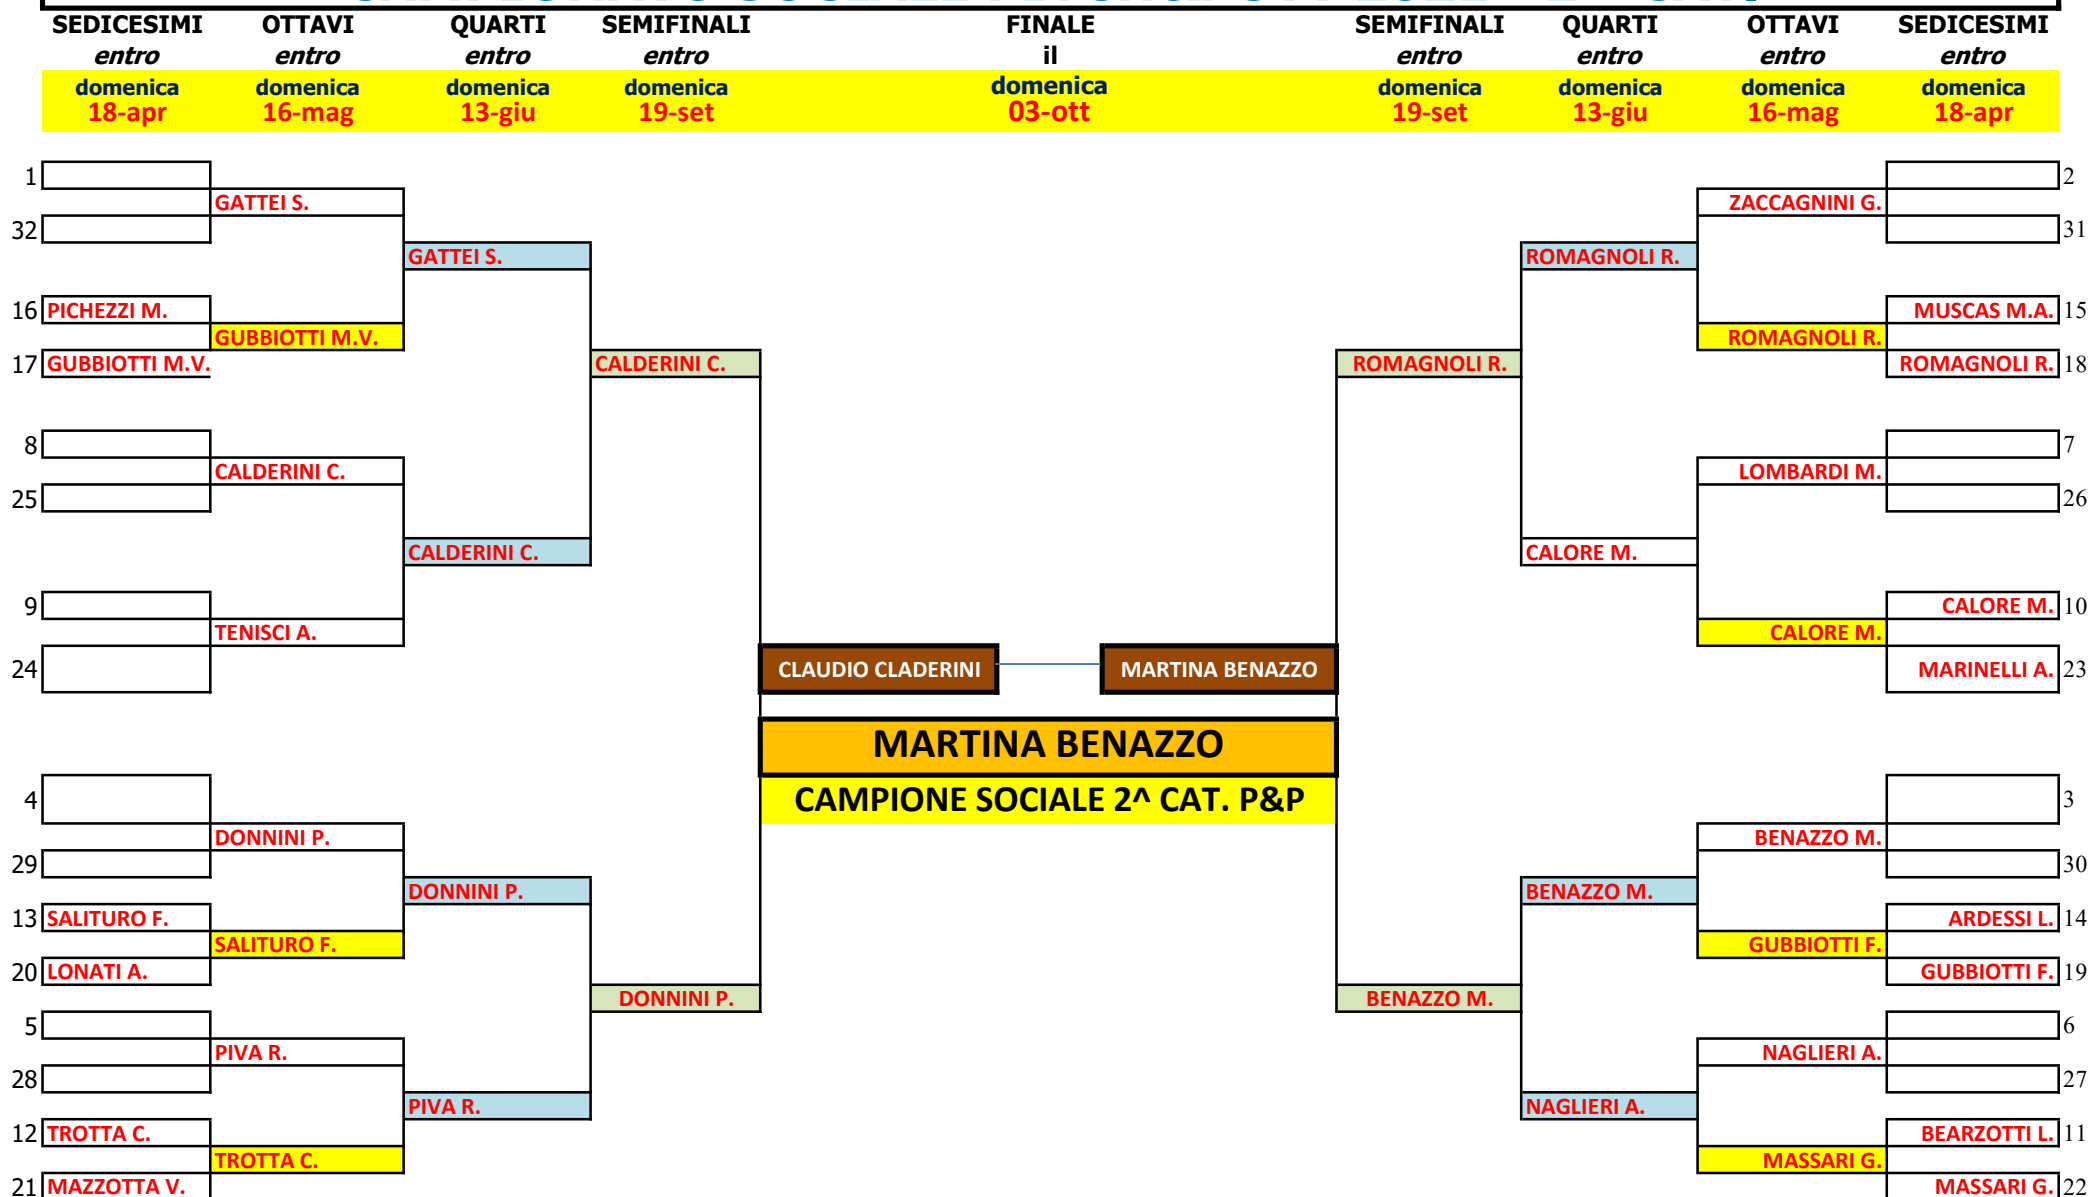 SEDICESIMI OTTAVI QUARTI SEMIFINALI FINALE SEMIFINALI QUARTI OTTAVI SEDICESIMI
entro entro entro entro il entro entro entro entro
domenica domenica domenica domenica domenica domenica domenica domenica domenica
18-apr 16-mag 13-giu 19-set 03-ott 19-set 13-giu 16-mag 18-apr
1 2
GATTEI S. ZACCAGNINI G.
32 31
GATTEI S. ROMAGNOLI R.
16 PICHEZZI M. MUSCAS M.A. 15
GUBBIOTTI M.V. ROMAGNOLI R.
17 GUBBIOTTI M.V. CALDERINI C. ROMAGNOLI R. ROMAGNOLI R. 18
8 7
CALDERINI C. LOMBARDI M.
25 26
CALDERINI C. CALORE M.
9 CALORE M. 10
TENISCI A. CALORE M.
24 CLAUDIO CLADERINI MARTINA BENAZZO MARINELLI A. 23
MARTINA BENAZZO
4 CAMPIONE SOCIALE 2^ CAT. P&P 3
DONNINI P. BENAZZO M.
29 30
DONNINI P. BENAZZO M.
13 SALITURO F. ARDESSI L. 14
SALITURO F. GUBBIOTTI F.
20 LONATI A. GUBBIOTTI F. 19
DONNINI P. BENAZZO M.
5 6
PIVA R. NAGLIERI A.
28 27
PIVA R. NAGLIERI A.
12 TROTTA C. BEARZOTTI L. 11
TROTTA C. MASSARI G.
21 MAZZOTTA V. MASSARI G. 22